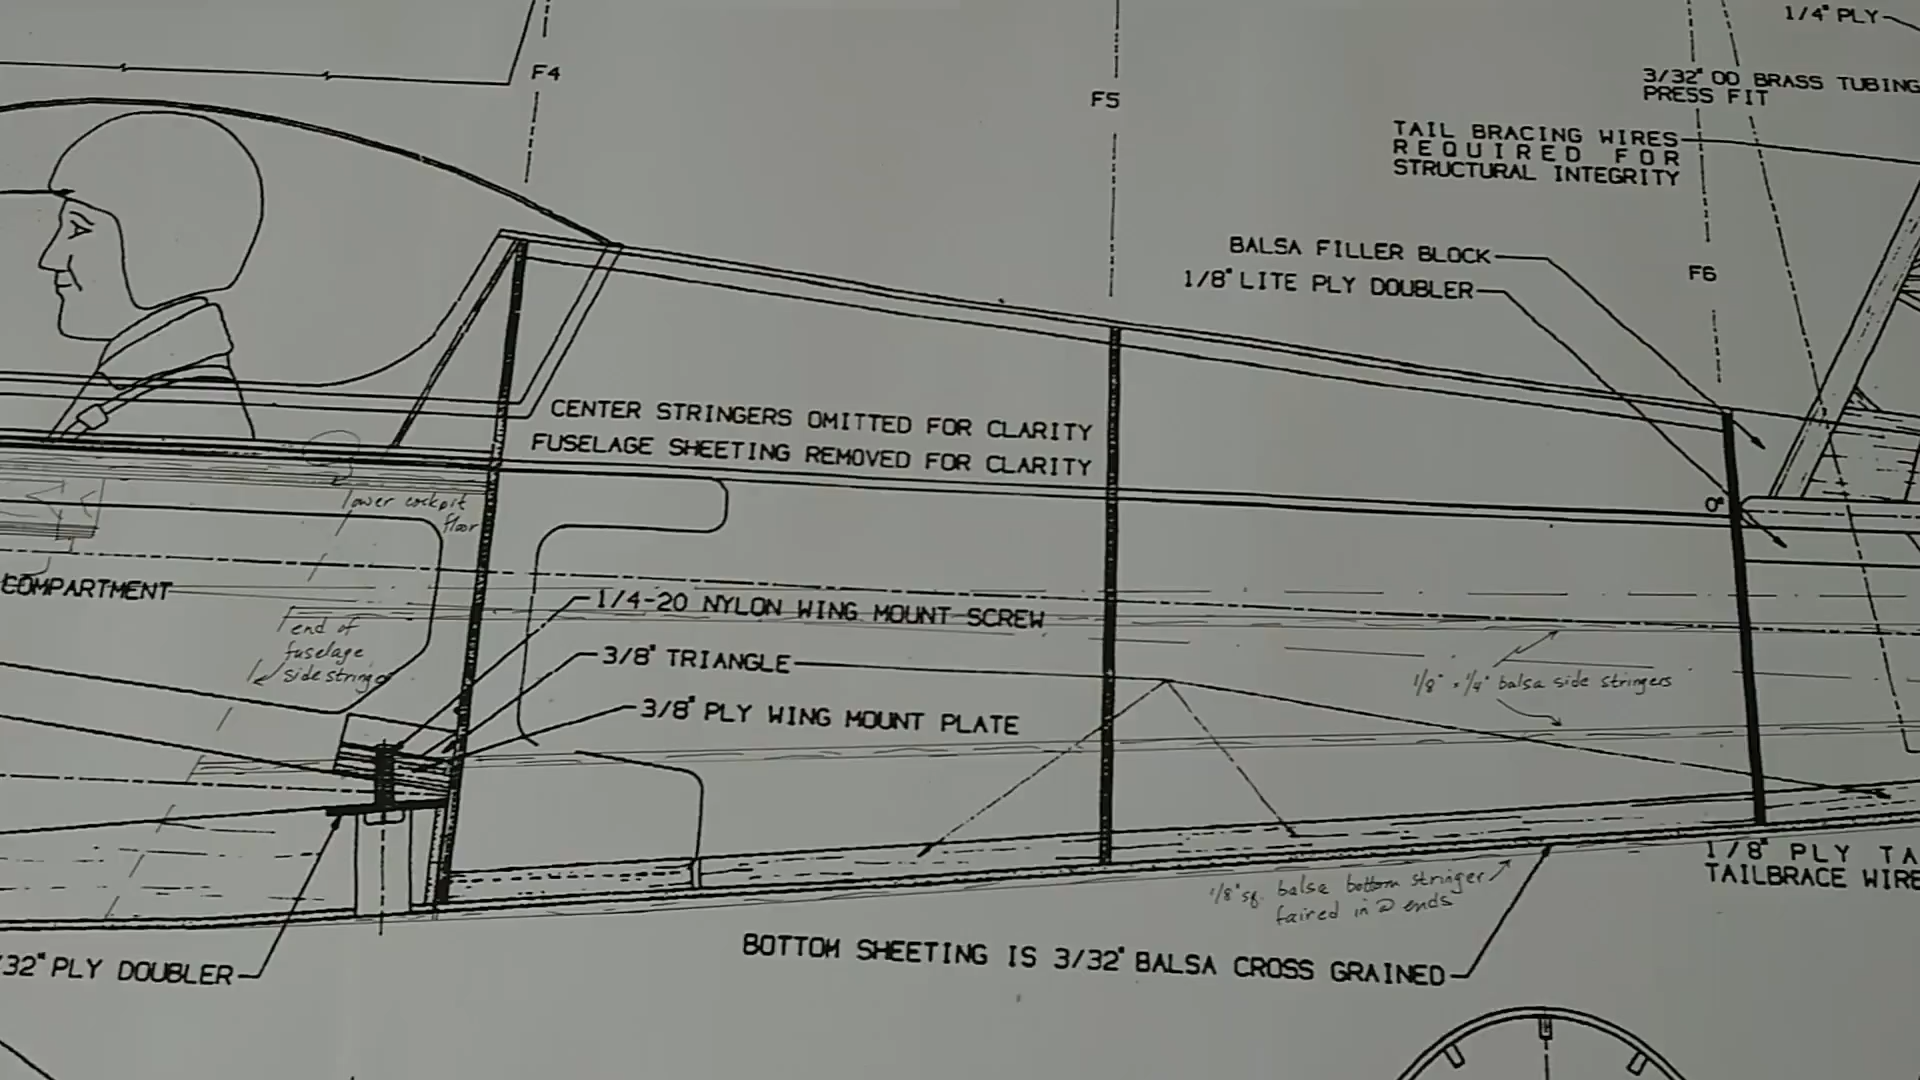 1/4" PLY
F4
3/32" OD BRASS TUBING
PRESS FIT
F5
TAIL BRACING WIRES
REQUIRED FOR
STRUCTURAL INTEGRITY
BALSA FILLER BLOCK
F6
1/8" LITE PLY DOUBLER
CENTER STRINGERS OMITTED FOR CLARITY
FUSELAGE SHEETING REMOVED FOR CLARITY
lower cockpit
floor
0°
COMPARTMENT
1/4-20 NYLON WING MOUNT SCREW
end of
fuselage
side stringer
3/8" TRIANGLE
1/8" × 1/4" balsa side stringers
3/8" PLY WING MOUNT PLATE
1/8" PLY TA
TAILBRACE WIRE
1/8" sq. balsa bottom stringer
faired in @ ends
BOTTOM SHEETING IS 3/32" BALSA CROSS GRAINED
/32" PLY DOUBLER